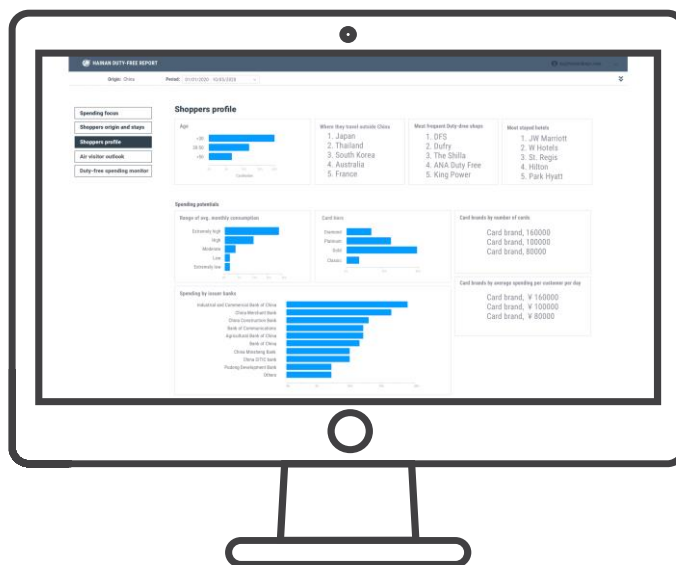 HAINAN DUTY-FREE REPORT
Origin: China
Period: 01/01/2020
Spending focus
Shoppers origin and stays
Shoppers profile
Air visitor outlook
Duty-free spending monitor
Shoppers profile
Age
Where they travel outside China
1. Japan
2. Thailand
3. South Korea
4. Australia
5. France
Most frequent Duty-free shops
1. DFS
2. Dufry
3. The Shilla
4. ANA Duty Free
5. King Power
Most stayed hotels
1. JW Marriott
2. W Hotels
3. St. Regis
4. Hilton
5. Park Hyatt
Spending potentials
Range of avg. monthly consumption
Extremely high
High
Moderate
Low
Extremely low
Card tiers
Diamond
Platinum
Gold
Classic
Card brands by number of cards
Card brand, 160000
Card brand, 100000
Card brand, 80000
Card brands by average spending per customer per day
Card brand, ¥ 160000
Card brand, ¥ 100000
Card brand, ¥ 80000
Spending by issuer banks
Industrial and Commercial Bank of China
China Merchant Bank
China Construction Bank
Bank of Communications
Agricultural Bank of China
Bank of China
China Minsheng Bank
China CITIC bank
Pudong Development Bank
Others